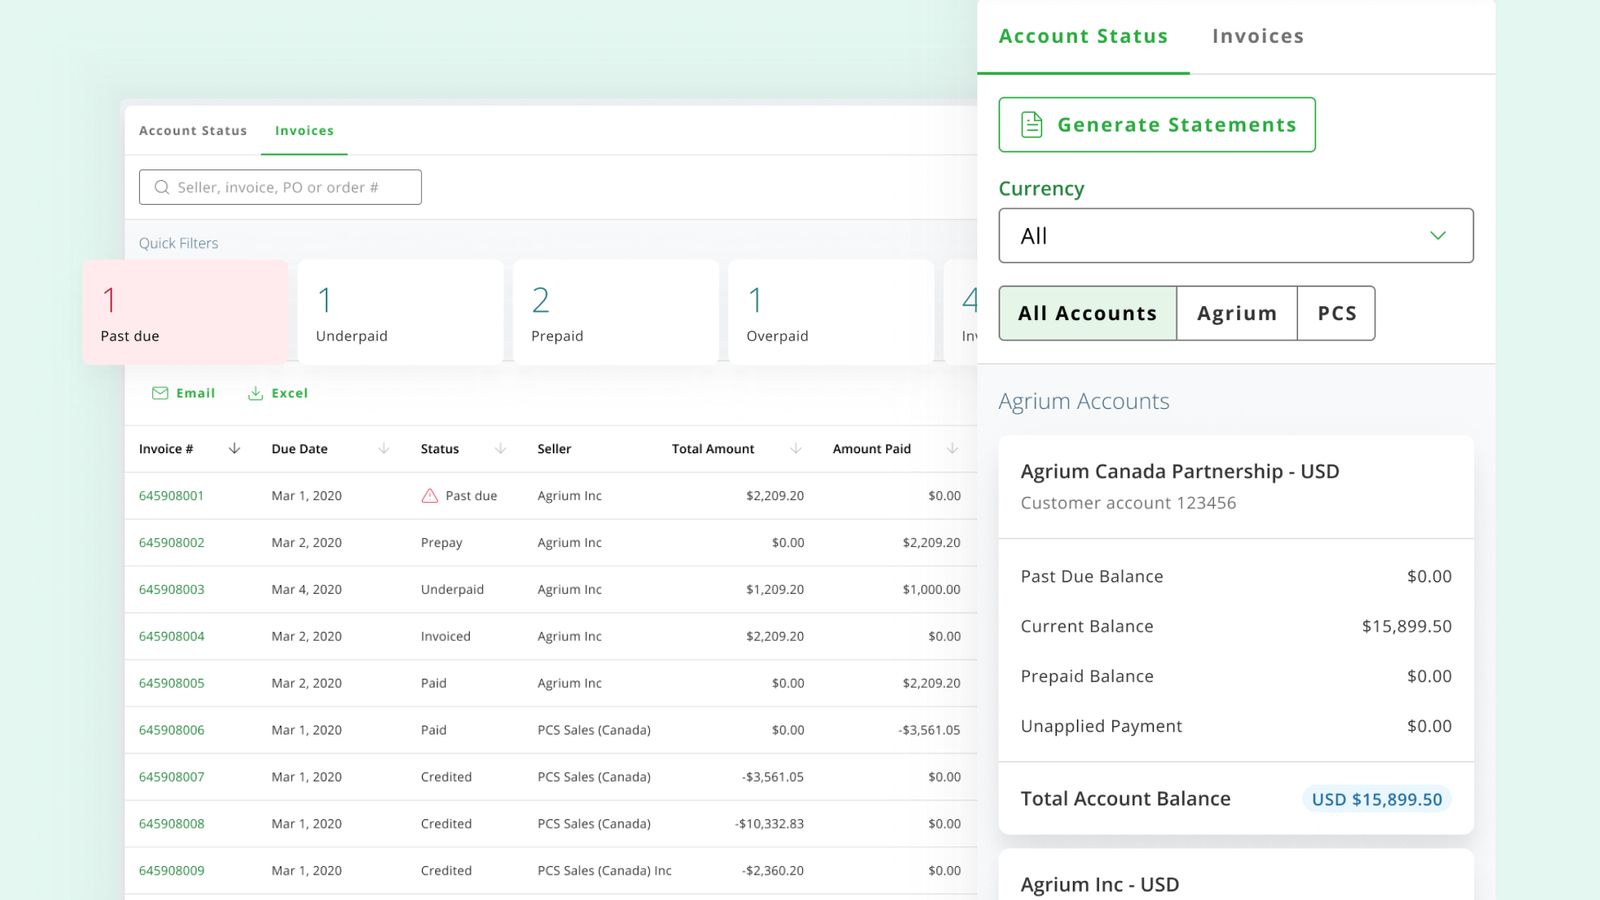 Account Status Invoices
Seller, invoice, PO or order #
Quick Filters
1
Past due
1
Underpaid
2
Prepaid
1
Overpaid
4
Inv
Email Excel
Invoice # Due Date Status Seller Total Amount Amount Paid
645908001 Mar 1, 2020 Past due Agrium Inc $2,209.20 $0.00
645908002 Mar 2, 2020 Prepay Agrium Inc $0.00 $2,209.20
645908003 Mar 4, 2020 Underpaid Agrium Inc $1,209.20 $1,000.00
645908004 Mar 2, 2020 Invoiced Agrium Inc $2,209.20 $0.00
645908005 Mar 2, 2020 Paid Agrium Inc $0.00 $2,209.20
645908006 Mar 1, 2020 Paid PCS Sales (Canada) $0.00 -$3,561.05
645908007 Mar 1, 2020 Credited PCS Sales (Canada) -$3,561.05 $0.00
645908008 Mar 1, 2020 Credited PCS Sales (Canada) -$10,332.83 $0.00
645908009 Mar 1, 2020 Credited PCS Sales (Canada) Inc -$2,360.20 $0.00
Account Status Invoices
Generate Statements
Currency
All
All Accounts Agrium PCS
Agrium Accounts
Agrium Canada Partnership - USD
Customer account 123456
Past Due Balance $0.00
Current Balance $15,899.50
Prepaid Balance $0.00
Unapplied Payment $0.00
Total Account Balance USD $15,899.50
Agrium Inc - USD